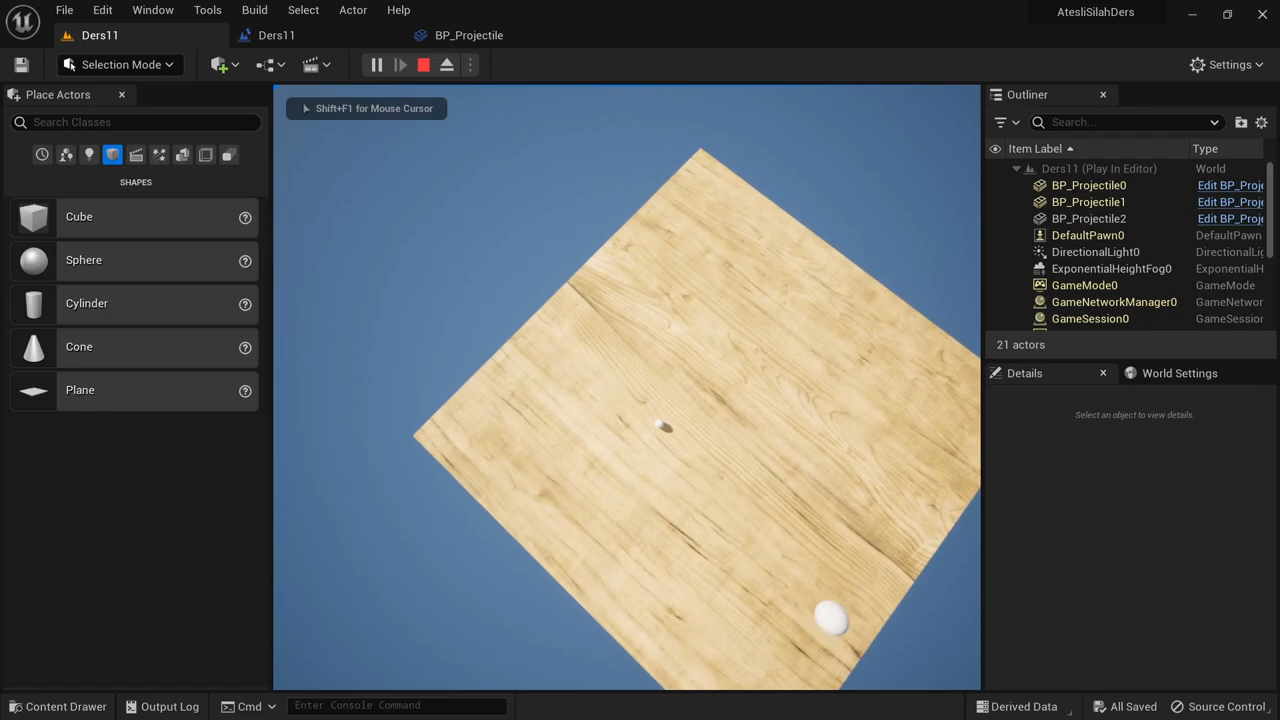 File Edit Window Tools Build Select Actor Help
AtesliSilahDers
Ders11 Ders11 BP_Projectile
Selection Mode
Settings
Place Actors
Search Classes
SHAPES
Cube
Sphere
Cylinder
Cone
Plane
Shift+F1 for Mouse Cursor
Outliner
Search...
Item Label Type
Ders11 (Play In Editor) World
BP_Projectile0 Edit BP_Proje
BP_Projectile1 Edit BP_Proje
BP_Projectile2 Edit BP_Proje
DefaultPawn0 DefaultPawn
DirectionalLight0 DirectionalLig
ExponentialHeightFog0 ExponentialH
GameMode0 GameMode
GameNetworkManager0 GameNetwor
GameSession0 GameSession
21 actors
Details World Settings
Select an object to view details.
Content Drawer Output Log Cmd Enter Console Command Derived Data All Saved Source Control